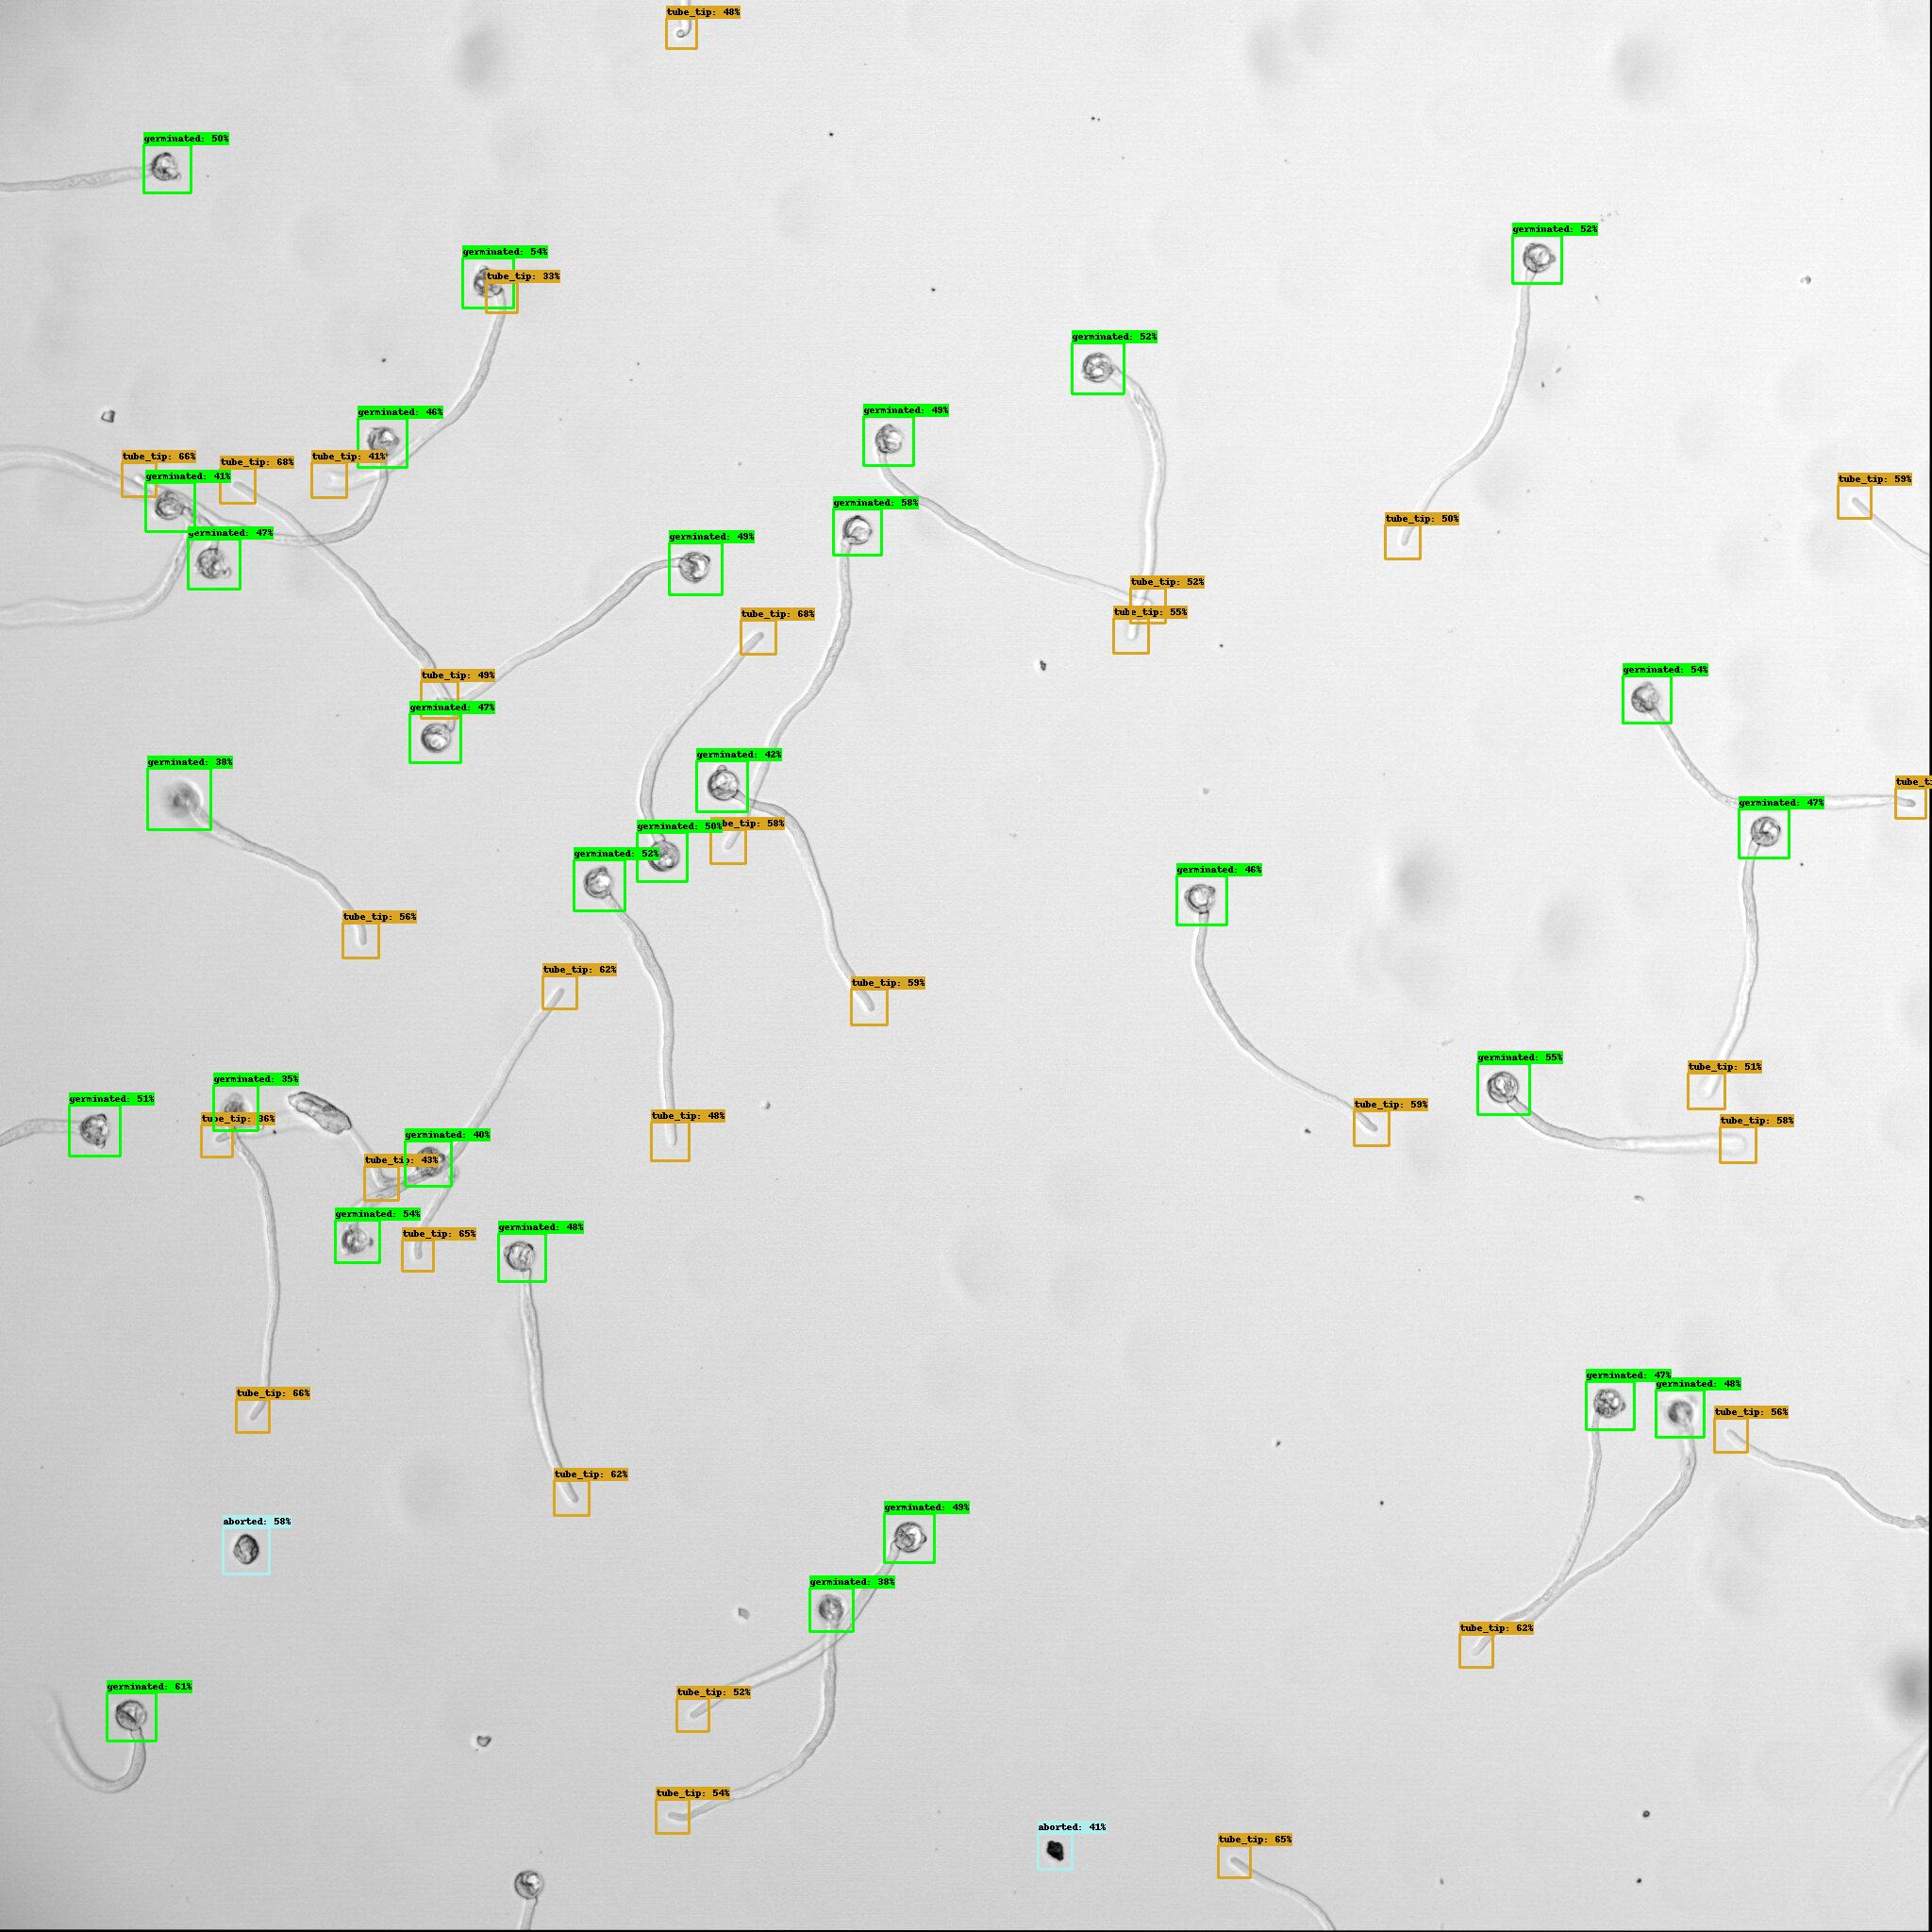 tube_tip: 48%
germinated: 50%
germinated: 52%
germinated: 54%
tube_tip: 33%
germinated: 52%
germinated: 46%
germinated: 49%
tube_tip: 66%
tube_tip: 68%
tube_tip: 41%
germinated: 41%
tube_tip: 59%
germinated: 58%
tube_tip: 50%
germinated: 47%
germinated: 49%
tube_tip: 52%
tube_tip: 68%
tube_tip: 55%
tube_tip: 49%
germinated: 54%
germinated: 47%
germinated: 42%
germinated: 38%
germinated: 47%
germinated: 50%
tube_tip: 58%
germinated: 52%
germinated: 46%
tube_tip: 56%
tube_tip: 62%
tube_tip: 59%
germinated: 55%
tube_tip: 51%
germinated: 35%
germinated: 51%
tube_tip: 59%
tube_tip: 48%
tube_tip: 36%
tube_tip: 58%
germinated: 40%
tube_tip: 43%
germinated: 54%
germinated: 48%
tube_tip: 65%
germinated: 47%
germinated: 48%
tube_tip: 66%
tube_tip: 56%
tube_tip: 62%
germinated: 49%
aborted: 58%
germinated: 38%
tube_tip: 62%
germinated: 61%
tube_tip: 52%
tube_tip: 54%
aborted: 41%
tube_tip: 65%